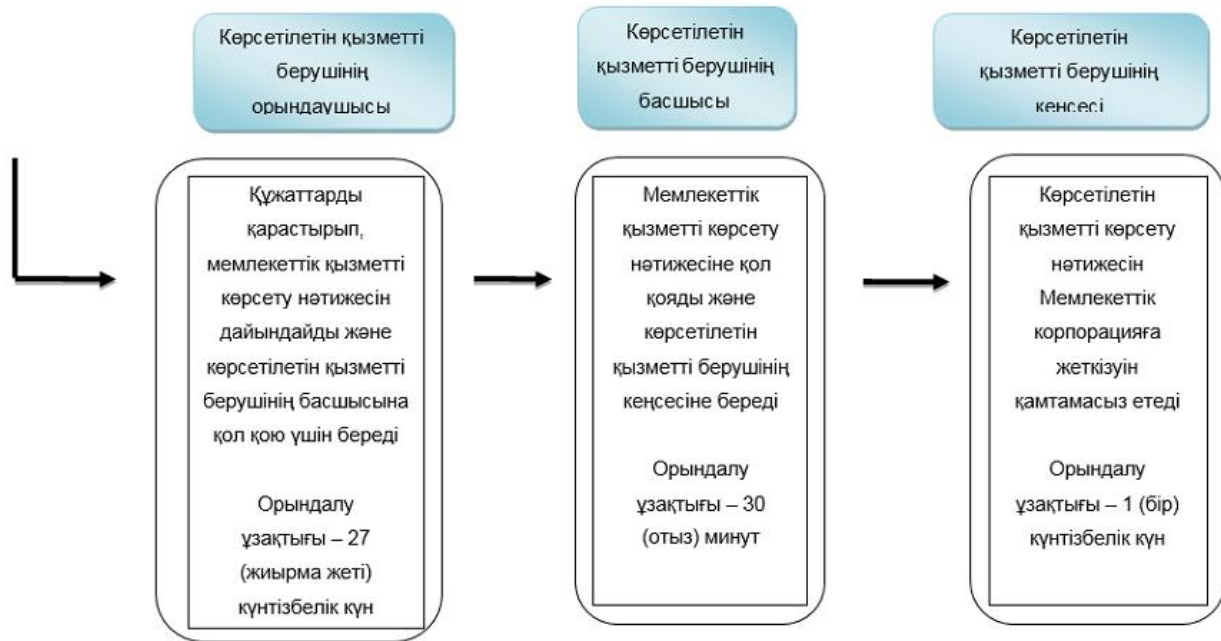 Көрсетілетін қызметті
берушінің
орындаушысы
Көрсетілетін
қызметті берушінің
басшысы
Көрсетілетін
қызметті берушінің
кеңсесі
Құжаттарды
қарастырып,
мемлекеттік қызметті
көрсету нәтижесін
дайындайды және
көрсетілетін қызметті
берушінің басшысына
қол қою үшін береді
Орындалу
ұзақтығы – 27
(жиырма жеті)
күнтізбелік күн
Мемлекеттік
қызметті көрсету
нәтижесіне қол
қояды және
көрсетілетін
қызметті берушінің
кеңсесіне береді
Орындалу
ұзақтығы – 30
(отыз) минут
Көрсетілетін
қызметті көрсету
нәтижесін
Мемлекеттік
корпорацияға
жеткізуін
қамтамасыз етеді
Орындалу
ұзақтығы – 1 (бір)
күнтізбелік күн